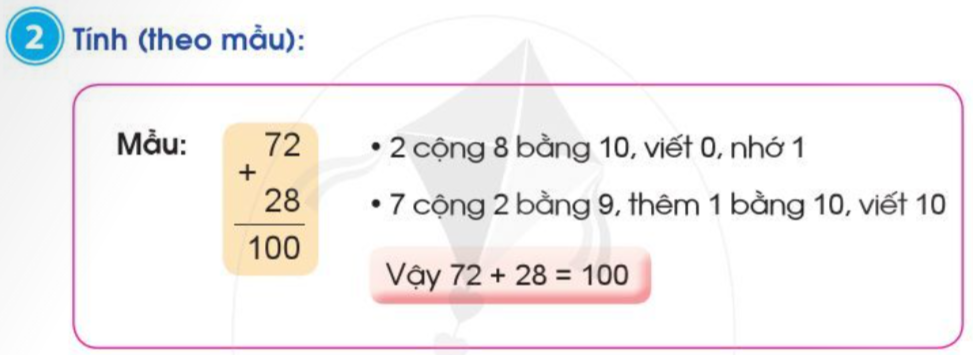 2 Tính (theo mẫu):
Mẫu:
72
+
28
100
• 2 cộng 8 bằng 10, viết 0, nhớ 1
• 7 cộng 2 bằng 9, thêm 1 bằng 10, viết 10
Vậy 72 + 28 = 100